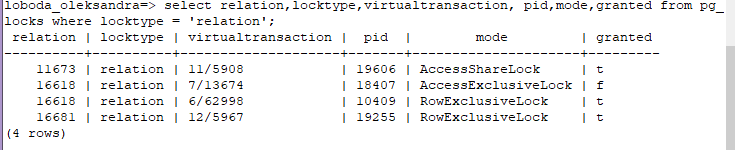 loboda_oleksandra=> select relation,locktype,virtualtransaction, pid,mode,granted from pg_
locks where locktype = 'relation';
relation | locktype | virtualtransaction | pid | mode | granted
----------+----------+--------------------+-------+---------------------+---------
11673 | relation | 11/5908 | 19606 | AccessShareLock | t
16618 | relation | 7/13674 | 18407 | AccessExclusiveLock | f
16618 | relation | 6/62998 | 10409 | RowExclusiveLock | t
16681 | relation | 12/5967 | 19255 | RowExclusiveLock | t
(4 rows)